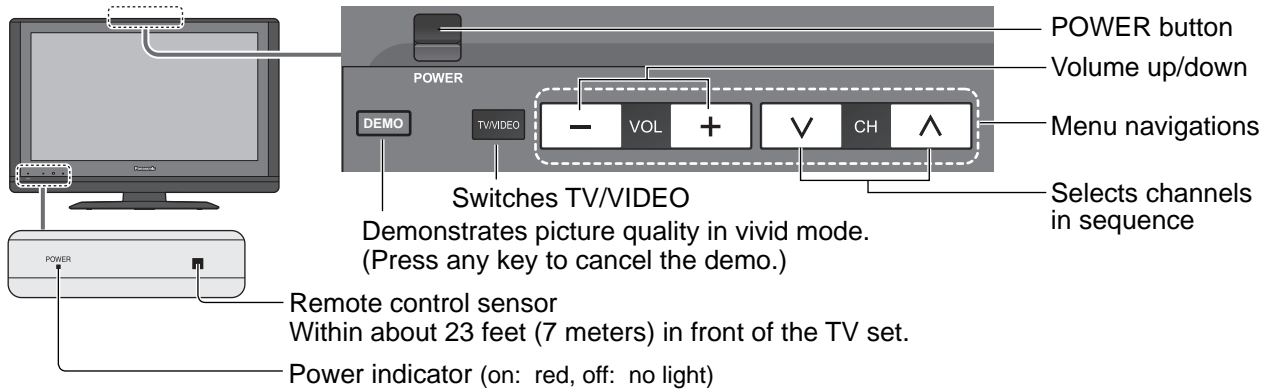 POWER button
POWER
Volume up/down
DEMO
TV/VIDEO
− VOL +
∨ CH ∧
Menu navigations
Panasonic
Switches TV/VIDEO
Selects channels
in sequence
Demonstrates picture quality in vivid mode.
(Press any key to cancel the demo.)
POWER
Remote control sensor
Within about 23 feet (7 meters) in front of the TV set.
Power indicator (on: red, off: no light)